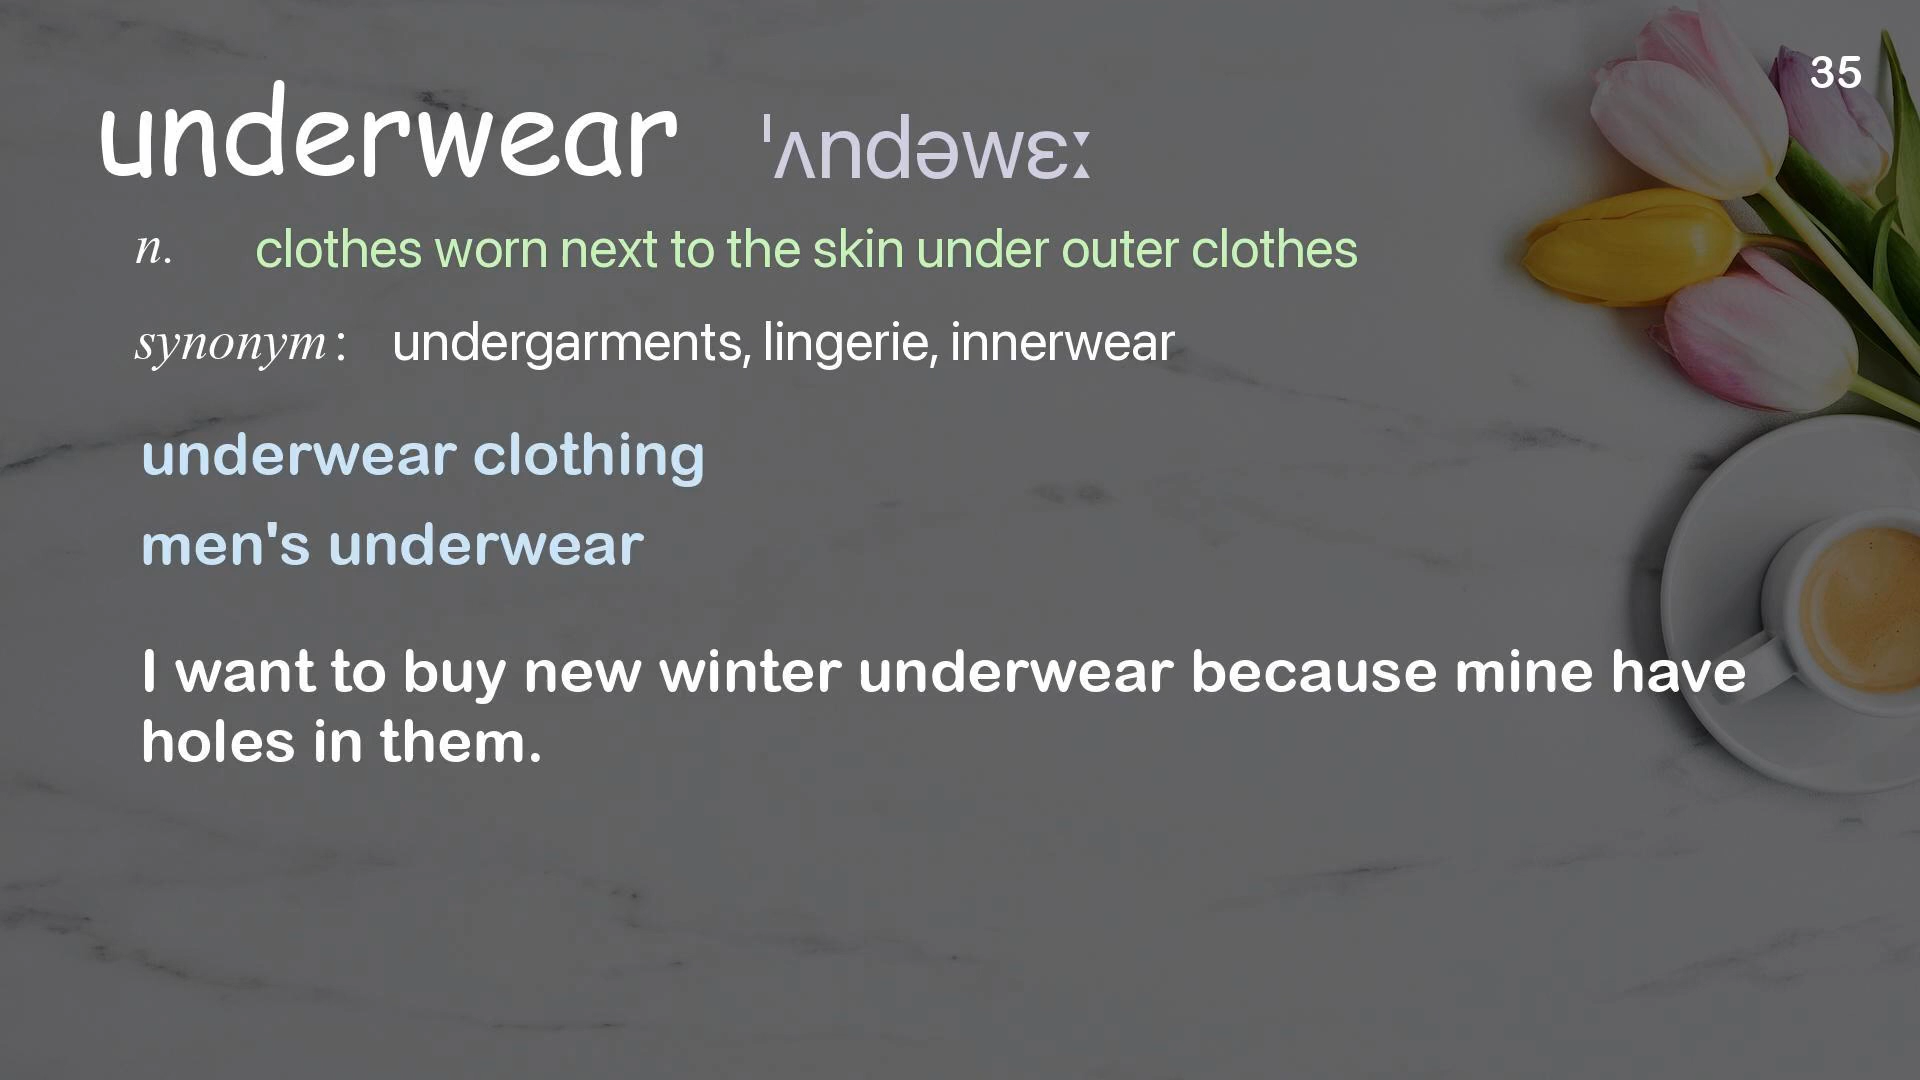 35
underwear ˈʌndəwɛː
n. clothes worn next to the skin under outer clothes
synonym: undergarments, lingerie, innerwear
underwear clothing
men's underwear
I want to buy new winter underwear because mine have
holes in them.